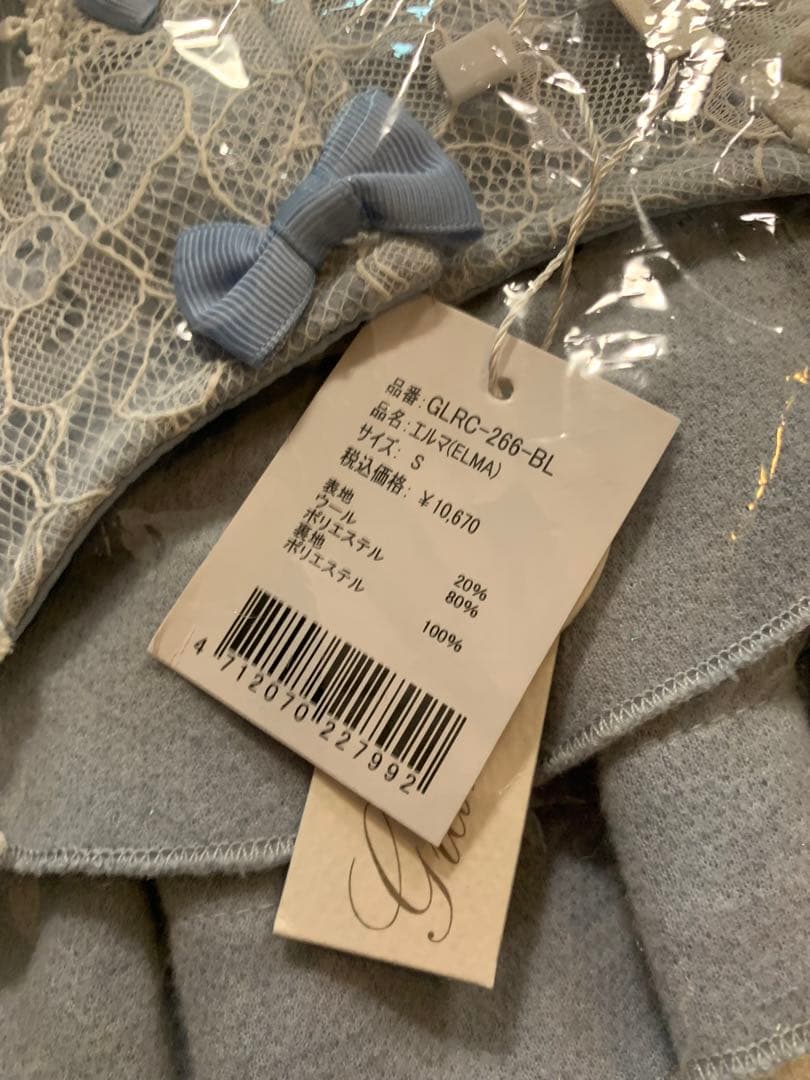 品番:GLRC-266-BL
品名:エルマ(ELMA)
サイズ: S
税込価格: ¥10,670
表地
ウール 20%
ポリエステル 80%
裏地
ポリエステル 100%
4 712070 227992